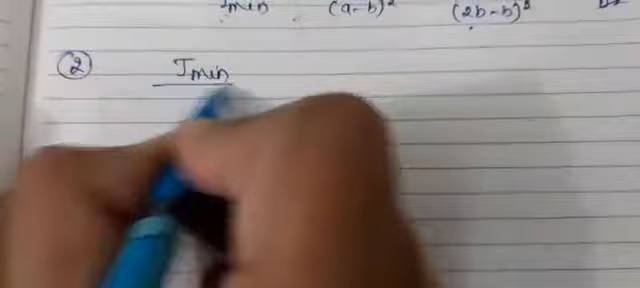 Imin (a-b)² (2b-b)²
② Imin